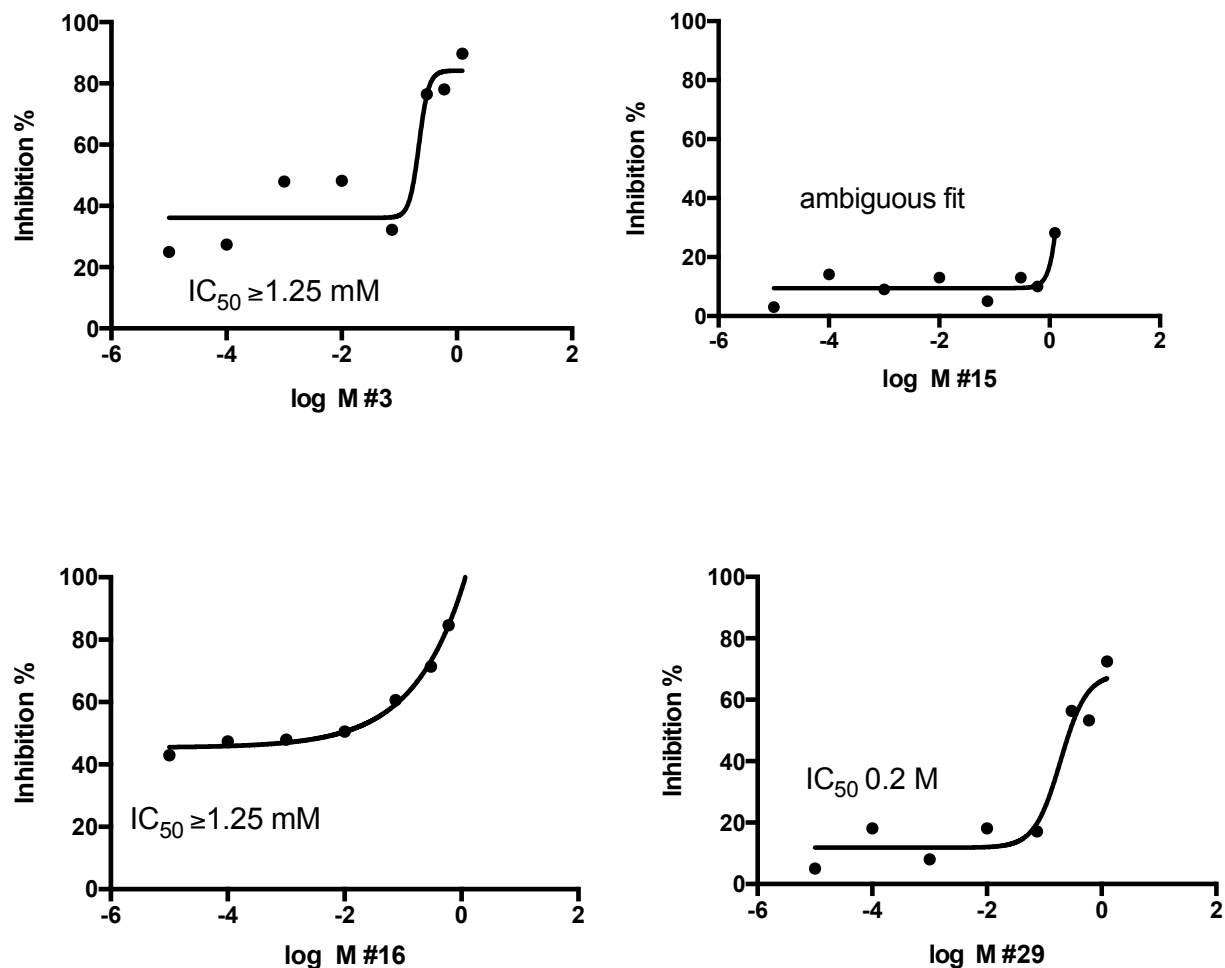 100
80
60
40
20
0
Inhibition %
IC50 ≥1.25 mM
-6 -4 -2 0 2
log M #3
100
80
60
40
20
0
Inhibition %
ambiguous fit
-6 -4 -2 0 2
log M #15
100
80
60
40
20
0
Inhibition %
IC50 ≥1.25 mM
-6 -4 -2 0 2
log M #16
100
80
60
40
20
0
Inhibition %
IC50 0.2 M
-6 -4 -2 0 2
log M #29